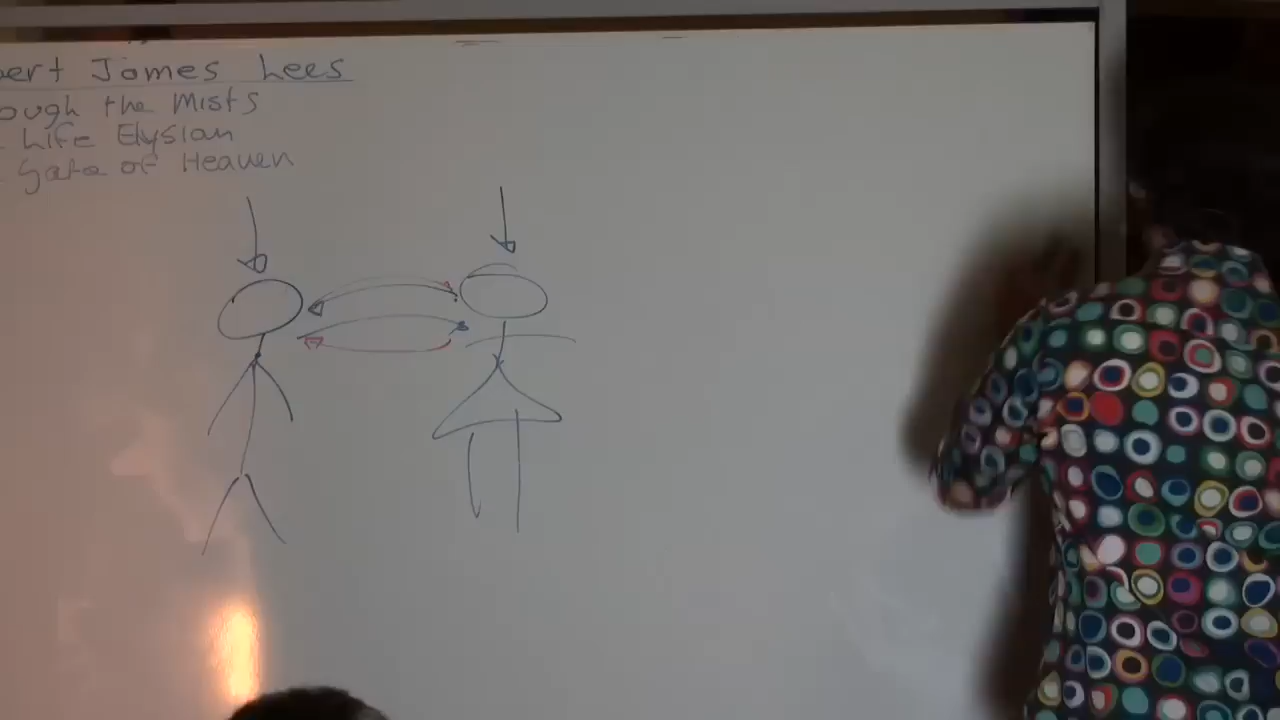 ert James Lees
ough the Mists
Life Elysian
Gate of Heaven